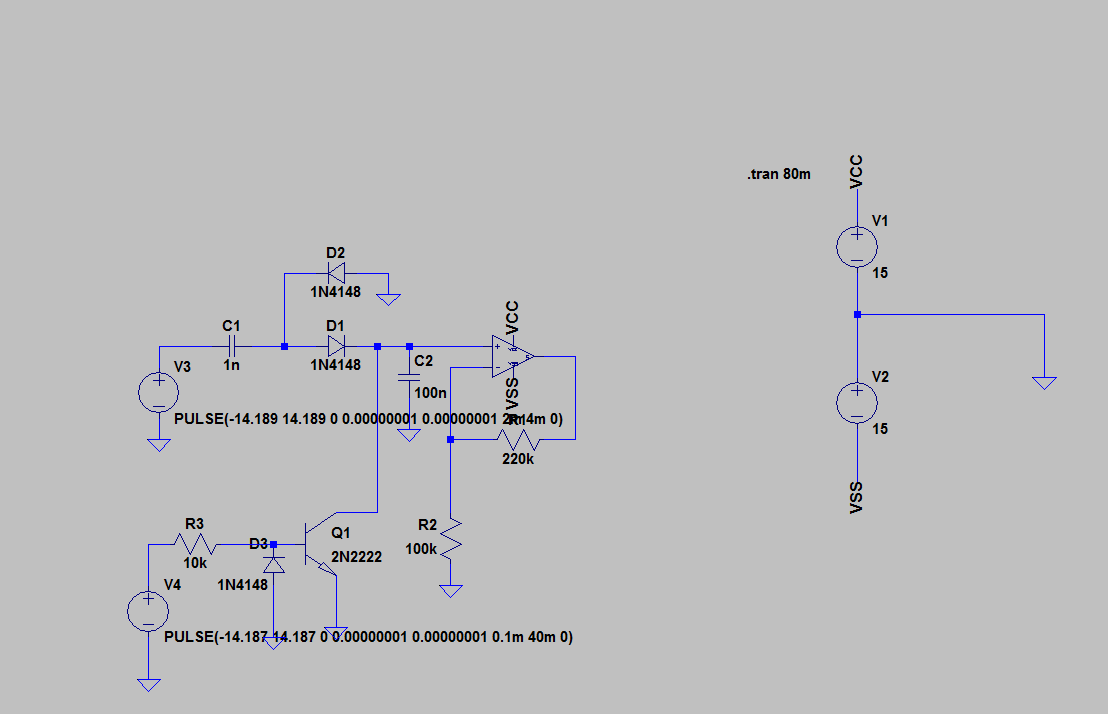 .tran 80m
VCC
V1
15
D2
1N4148
C1
1n
D1
1N4148
VCC
V3
C2
100n
VSS
V2
15
PULSE(-14.189 14.189 0 0.00000001 0.00000001 2m 4m 0)
220k
VSS
R3
10k
D3
1N4148
Q1
2N2222
R2
100k
V4
PULSE(-14.187 14.187 0 0.00000001 0.00000001 0.1m 40m 0)